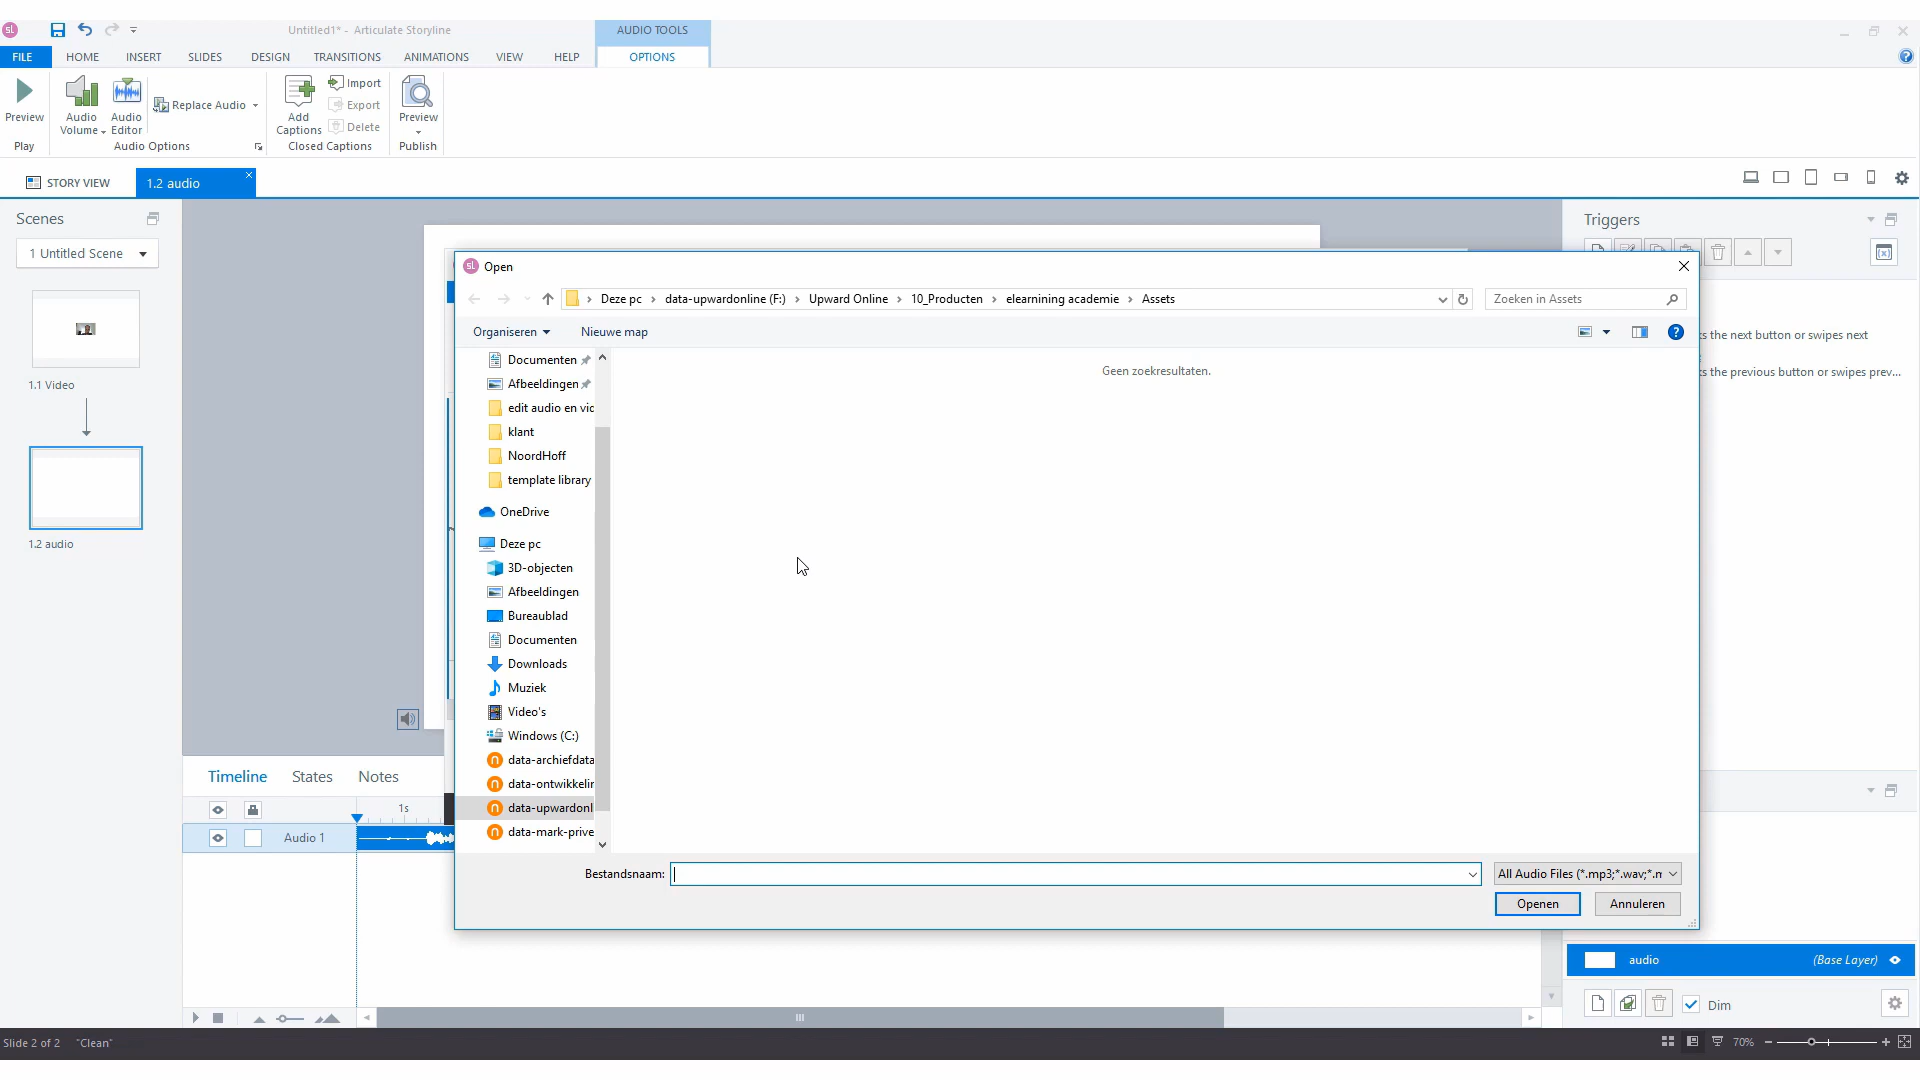 Untitled1* - Articulate Storyline
AUDIO TOOLS
FILE HOME INSERT SLIDES DESIGN TRANSITIONS ANIMATIONS VIEW HELP OPTIONS
Preview
Play
Audio Volume
Audio Editor
Replace Audio
Audio Options
Add Captions
Import
Export
Delete
Closed Captions
Preview
Publish
STORY VIEW
1.2 audio
Scenes
1 Untitled Scene
1.1 Video
1.2 audio
Triggers
s the next button or swipes next
s the previous button or swipes prev...
Open
Deze pc › data-upwardonline (F:) › Upward Online › 10_Producten › elearnining academie › Assets
Zoeken in Assets
Organiseren
Nieuwe map
Documenten
Afbeeldingen
edit audio en vid
klant
NoordHoff
template library
OneDrive
Deze pc
3D-objecten
Afbeeldingen
Bureaublad
Documenten
Downloads
Muziek
Video's
Windows (C:)
data-archiefdata
data-ontwikkelin
data-upwardonl
data-mark-prive
Geen zoekresultaten.
Bestandsnaam:
All Audio Files (*.mp3;*.wav;*.m
Openen
Annuleren
Timeline States Notes
1s
Audio 1
audio
(Base Layer)
Dim
Slide 2 of 2 "Clean"
70%